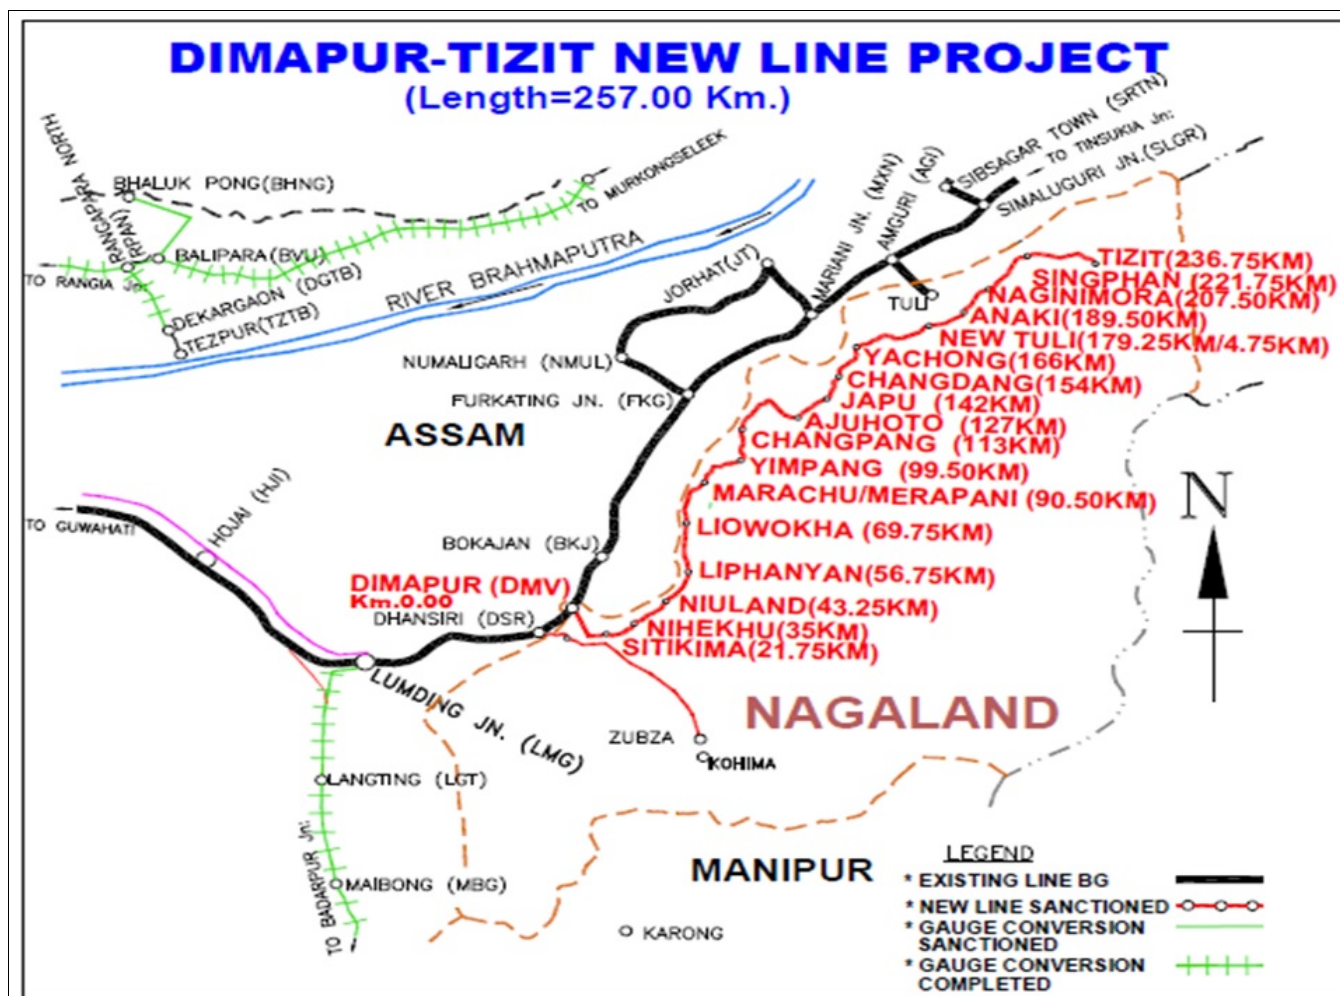 DIMAPUR-TIZIT NEW LINE PROJECT
(Length=257.00 Km.)
RANGAPARA NORTH
(RPAN)
BHALUK PONG(BHNG)
BALIPARA(BVU)
TO RANGIA Jn:
DEKARGAON (DGTB)
TEZPUR(TZTB)
TO MURKONGSELEEK
RIVER BRAHMAPUTRA
SIBSAGAR TOWN (SRTN)
TO TINSUKIA Jn:
SIMALUGURI JN.(SLGR)
AMGURI (AGI)
MARIANI JN. (MXN)
TULI
JORHAT(JT)
NUMALIGARH (NMUL)
FURKATING JN. (FKG)
ASSAM
TIZIT(236.75KM)
SINGPHAN (221.75KM)
NAGINIMORA(207.50KM)
ANAKI(189.50KM)
NEW TULI(179.25KM/4.75KM)
YACHONG(166KM)
CHANGDANG(154KM)
JAPU (142KM)
AJUHOTO (127KM)
CHANGPANG (113KM)
YIMPANG (99.50KM)
MARACHU/MERAPANI (90.50KM)
LIOWOKHA (69.75KM)
LIPHANYAN(56.75KM)
NIULAND(43.25KM)
NIHEKHU(35KM)
SITIKIMA(21.75KM)
N
HOJAI (HJI)
TO GUWAHATI
BOKAJAN (BKJ)
DIMAPUR (DMV)
Km.0.00
DHANSIRI (DSR)
LUMDING JN. (LMG)
NAGALAND
ZUBZA
KOHIMA
LANGTING (LGT)
MAIBONG (MBG)
TO BADARPUR Jn:
MANIPUR
KARONG
LEGEND
* EXISTING LINE BG
* NEW LINE SANCTIONED
* GAUGE CONVERSION
SANCTIONED
* GAUGE CONVERSION
COMPLETED